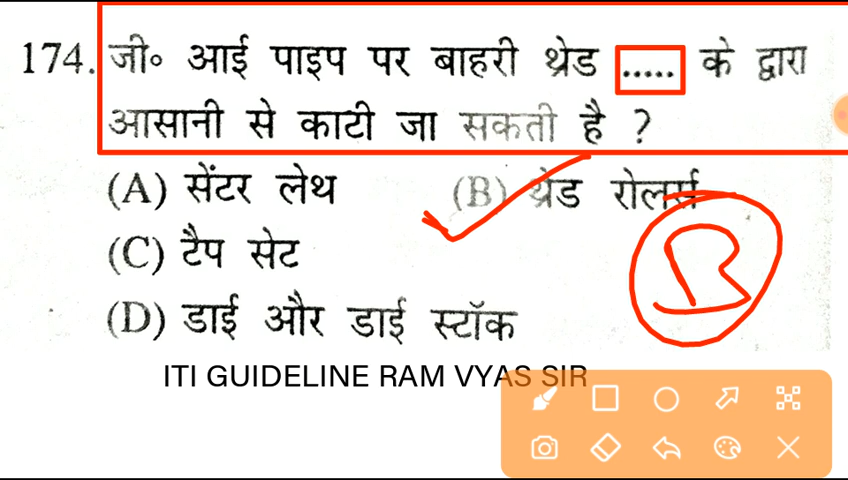 174. जी० आई पाइप पर बाहरी थ्रेड ..... के द्वारा
आसानी से काटी जा सकती है ?
(A) सेंटर लेथ (B) थ्रेड रोलर्स
(C) टैप सेट
(D) डाई और डाई स्टॉक
B
ITI GUIDELINE RAM VYAS SIR